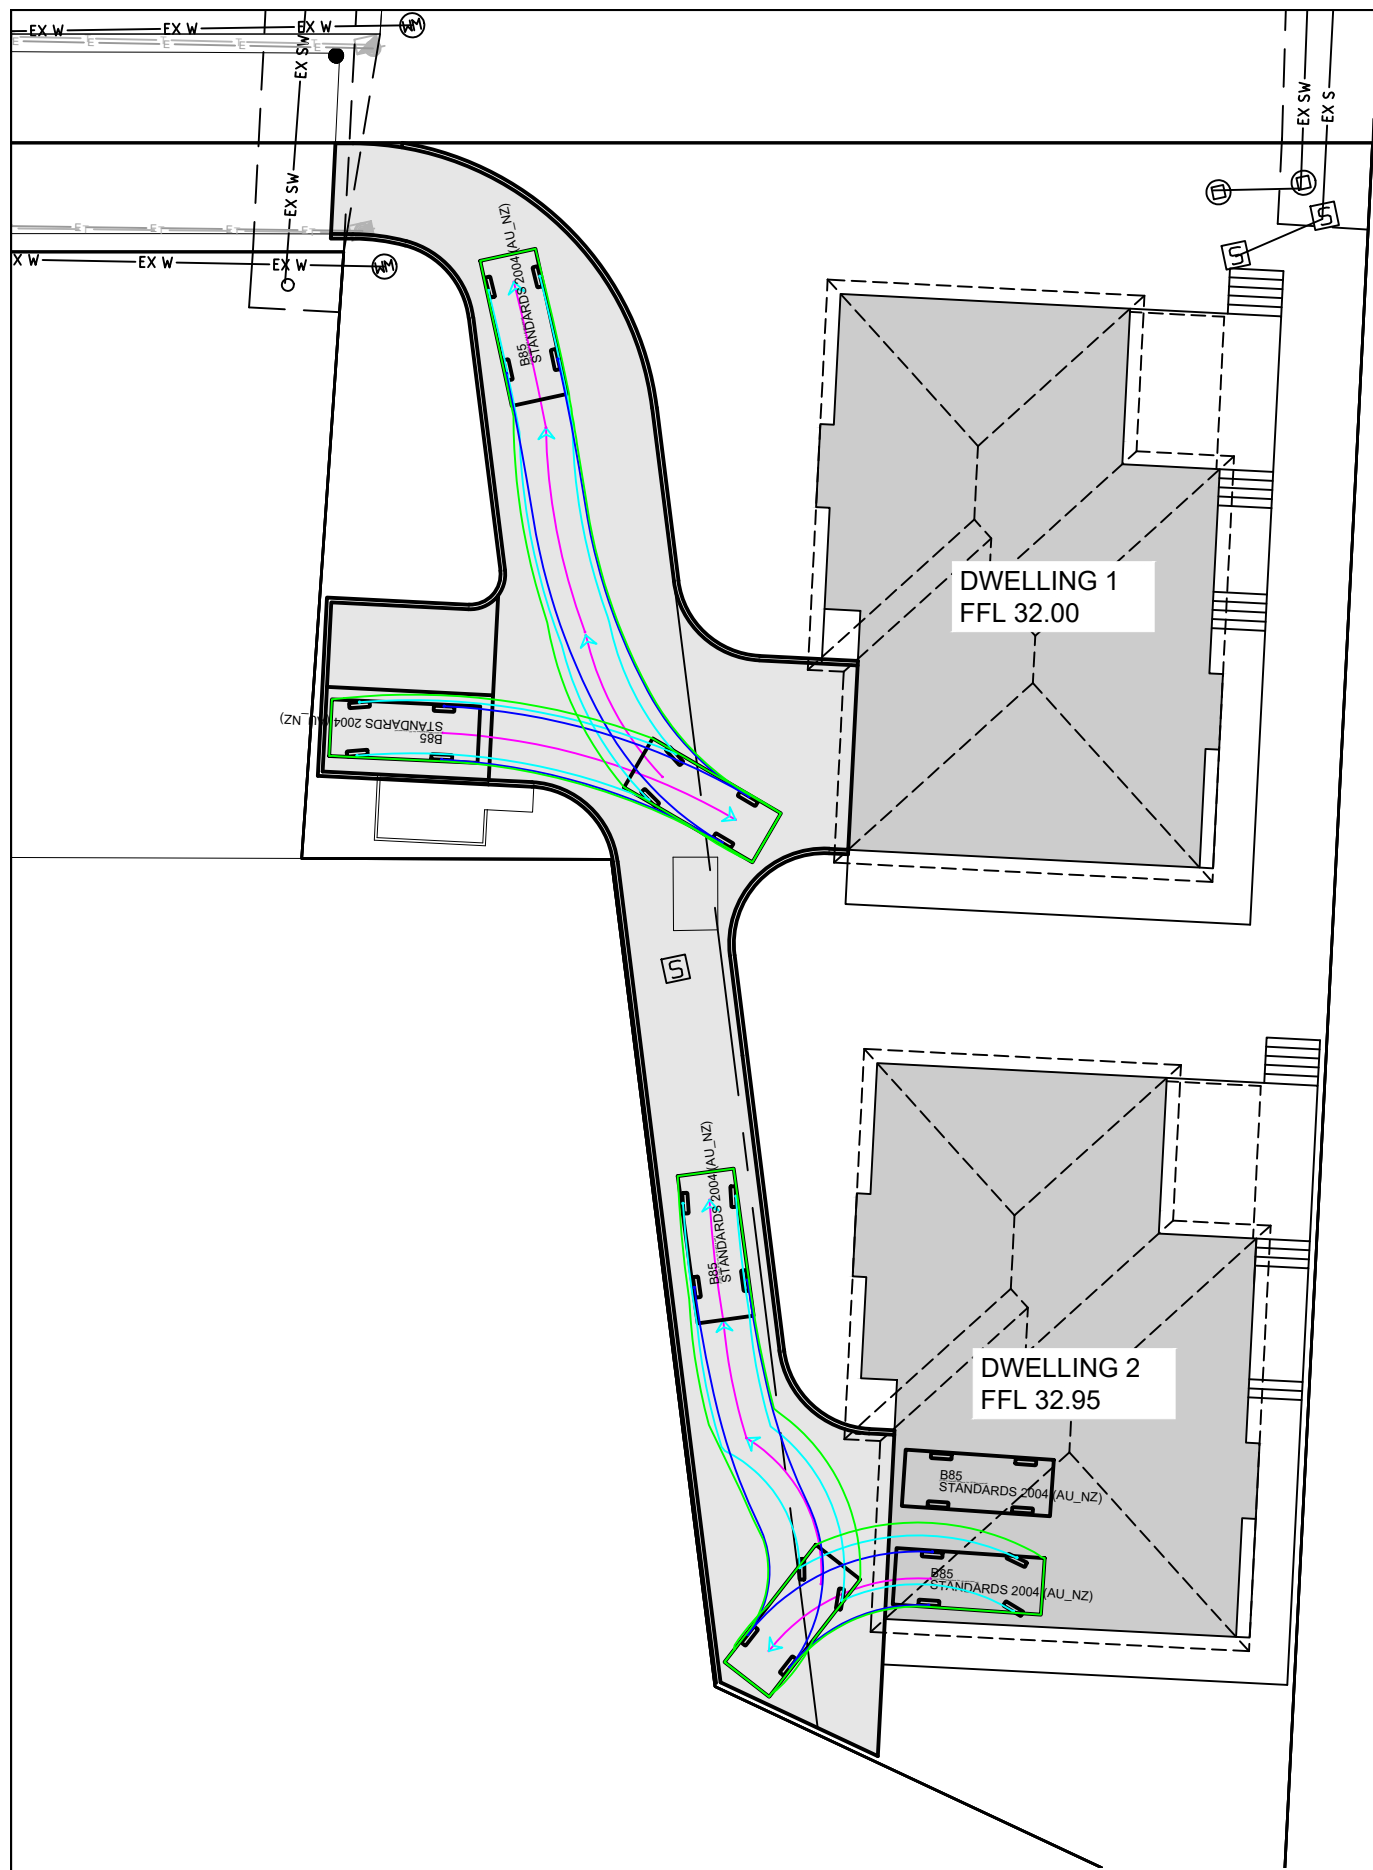 EX W
EX W
EX W
WM
E
E
E
E
E
EX SW
EX SW
EX SW
EX S
S
S
X W
EX W
EX W
WM
B85
STANDARDS 2004 (AU_NZ)
DWELLING 1
FFL 32.00
B85
STANDARDS 2004 (AU_NZ)
S
B85
STANDARDS 2004 (AU_NZ)
DWELLING 2
FFL 32.95
B85
STANDARDS 2004 (AU_NZ)
B85
STANDARDS 2004 (AU_NZ)